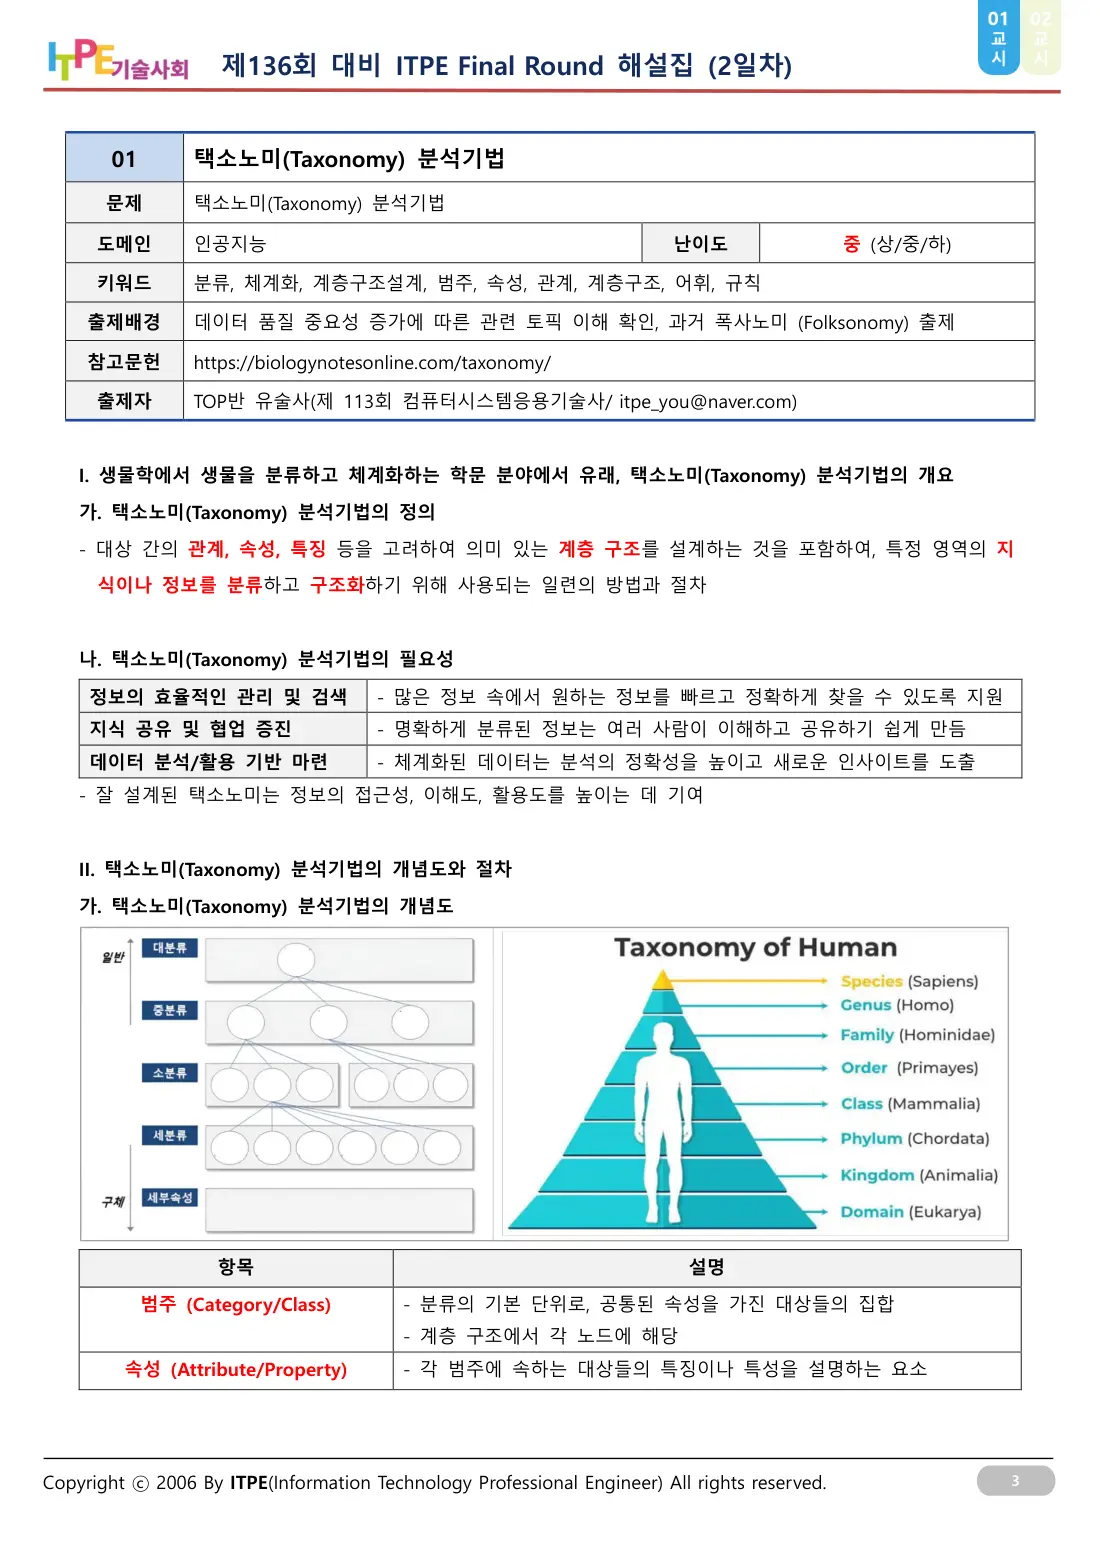 ITPE기술사회
제136회 대비 ITPE Final Round 해설집 (2일차)
01 교시
02 교시
01 택소노미(Taxonomy) 분석기법
문제 택소노미(Taxonomy) 분석기법
도메인 인공지능 난이도 중 (상/중/하)
키워드 분류, 체계화, 계층구조설계, 범주, 속성, 관계, 계층구조, 어휘, 규칙
출제배경 데이터 품질 중요성 증가에 따른 관련 토픽 이해 확인, 과거 폭사노미 (Folksonomy) 출제
참고문헌 https://biologynotesonline.com/taxonomy/
출제자 TOP반 유술사(제 113회 컴퓨터시스템응용기술사/ itpe_you@naver.com)
I. 생물학에서 생물을 분류하고 체계화하는 학문 분야에서 유래, 택소노미(Taxonomy) 분석기법의 개요
가. 택소노미(Taxonomy) 분석기법의 정의
- 대상 간의 관계, 속성, 특징 등을 고려하여 의미 있는 계층 구조를 설계하는 것을 포함하여, 특정 영역의 지
식이나 정보를 분류하고 구조화하기 위해 사용되는 일련의 방법과 절차
나. 택소노미(Taxonomy) 분석기법의 필요성
정보의 효율적인 관리 및 검색 - 많은 정보 속에서 원하는 정보를 빠르고 정확하게 찾을 수 있도록 지원
지식 공유 및 협업 증진 - 명확하게 분류된 정보는 여러 사람이 이해하고 공유하기 쉽게 만듬
데이터 분석/활용 기반 마련 - 체계화된 데이터는 분석의 정확성을 높이고 새로운 인사이트를 도출
- 잘 설계된 택소노미는 정보의 접근성, 이해도, 활용도를 높이는 데 기여
II. 택소노미(Taxonomy) 분석기법의 개념도와 절차
가. 택소노미(Taxonomy) 분석기법의 개념도
일반
대분류
중분류
소분류
세분류
구체
세부속성
Taxonomy of Human
Species (Sapiens)
Genus (Homo)
Family (Hominidae)
Order (Primayes)
Class (Mammalia)
Phylum (Chordata)
Kingdom (Animalia)
Domain (Eukarya)
항목 설명
범주 (Category/Class) - 분류의 기본 단위로, 공통된 속성을 가진 대상들의 집합
- 계층 구조에서 각 노드에 해당
속성 (Attribute/Property) - 각 범주에 속하는 대상들의 특징이나 특성을 설명하는 요소
Copyright ⓒ 2006 By ITPE(Information Technology Professional Engineer) All rights reserved.
3